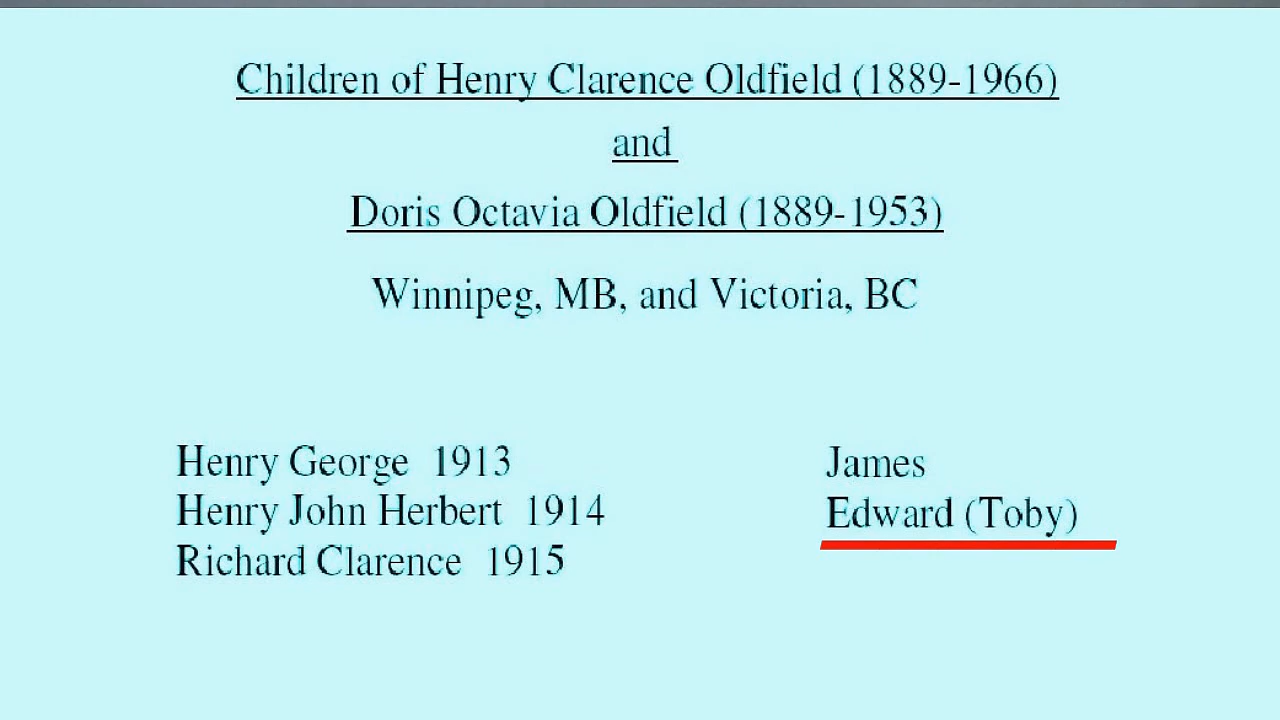 Children of Henry Clarence Oldfield (1889-1966)
and
Doris Octavia Oldfield (1889-1953)
Winnipeg, MB, and Victoria, BC
Henry George 1913
Henry John Herbert 1914
Richard Clarence 1915
James
Edward (Toby)